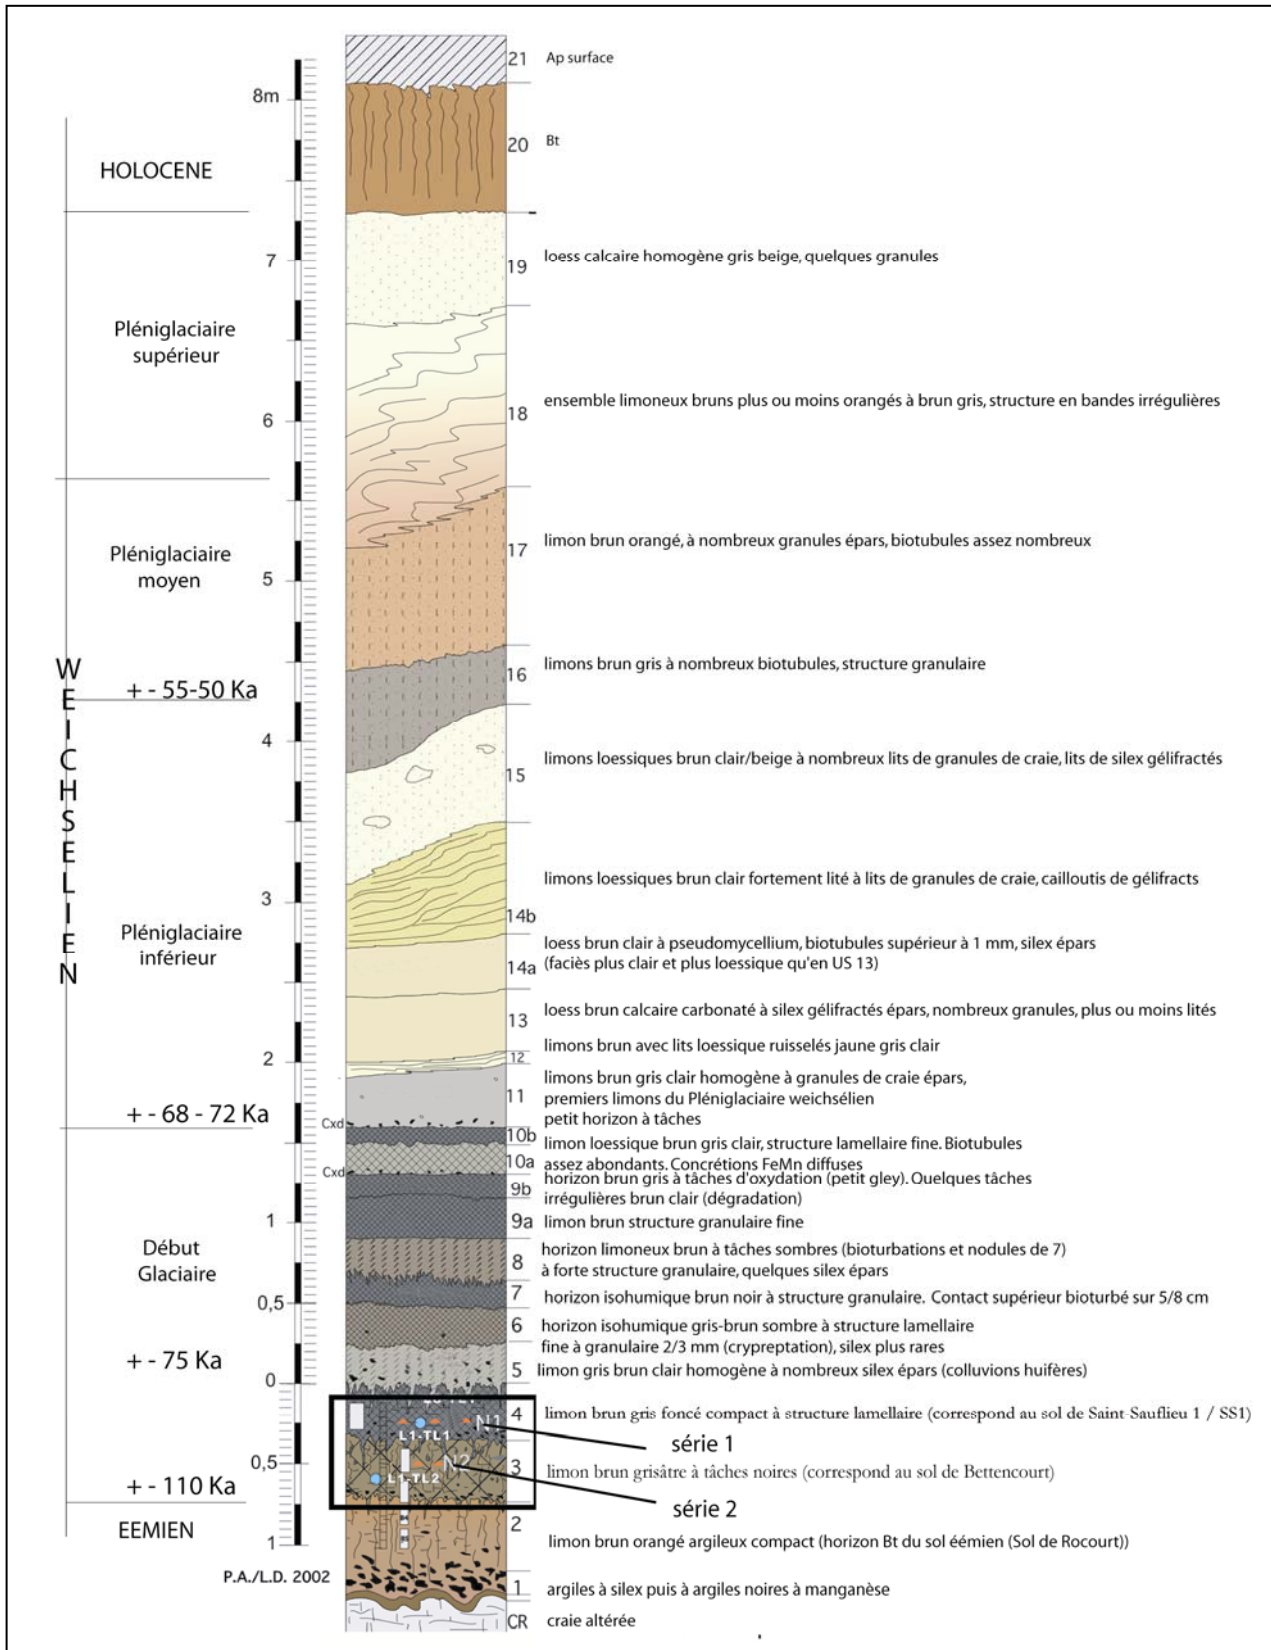 21 Ap surface
8m
20 Bt
HOLOCENE
7
19 loess calcaire homogène gris beige, quelques granules
Pléniglaciaire
supérieur
18 ensemble limoneux bruns plus ou moins orangés à brun gris, structure en bandes irrégulières
6
17 limon brun orangé, à nombreux granules épars, biotubules assez nombreux
Pléniglaciaire
moyen
5
16 limons brun gris à nombreux biotubules, structure granulaire
WEICHSELIEN
+ - 55-50 Ka
4
15 limons loessiques brun clair/beige à nombreux lits de granules de craie, lits de silex gélifractés
limons loessiques brun clair fortement lité à lits de granules de craie, cailloutis de gélifracts
3
14b
Pléniglaciaire
inférieur
loess brun clair à pseudomycellium, biotubules supérieur à 1 mm, silex épars
14a (faciès plus clair et plus loessique qu'en US 13)
13 loess brun calcaire carbonaté à silex gélifractés épars, nombreux granules, plus ou moins lités
limons brun avec lits loessique ruisselés jaune gris clair
2
12
limons brun gris clair homogène à granules de craie épars,
11 premiers limons du Pléniglaciaire weichsélien
petit horizon à tâches
+ - 68 - 72 Ka
Cxd
10b limon loessique brun gris clair, structure lamellaire fine. Biotubules
10a assez abondants. Concrétions FeMn diffuses
Cxd
horizon brun gris à tâches d'oxydation (petit gley). Quelques tâches
9b irrégulières brun clair (dégradation)
1
9a limon brun structure granulaire fine
Début
Glaciaire
8 horizon limoneux brun à tâches sombres (bioturbations et nodules de 7)
à forte structure granulaire, quelques silex épars
7 horizon isohumique brun noir à structure granulaire. Contact supérieur bioturbé sur 5/8 cm
0,5
6 horizon isohumique gris-brun sombre à structure lamellaire
fine à granulaire 2/3 mm (crypreptation), silex plus rares
+ - 75 Ka
5 limon gris brun clair homogène à nombreux silex épars (colluvions huifères)
0
4 limon brun gris foncé compact à structure lamellaire (correspond au sol de Saint-Sauflieu 1 / SS1)
N1
L1-TL1
série 1
N2
0,5
3 limon brun grisâtre à tâches noires (correspond au sol de Bettencourt)
L1-TL2
+ - 110 Ka
série 2
2
EEMIEN
1
limon brun orangé argileux compact (horizon Bt du sol éémien (Sol de Rocourt))
P.A./L.D. 2002
1 argiles à silex puis à argiles noires à manganèse
CR craie altérée